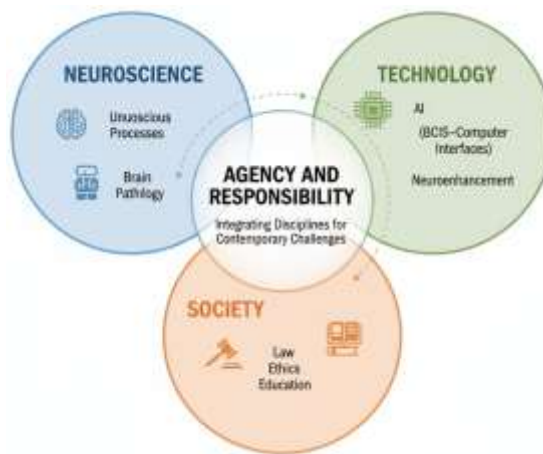 NEUROSCIENCE
Unuoscious
Processes
Brain
Pathilogy
TECHNOLOGY
AI
(BCIS–Computer
Interfaces)
Neuroenhancement
AGENCY AND
RESPONSIBILITY
Integrating Disciplines for
Contemporary Challenges
SOCIETY
Law
Ethics
Education